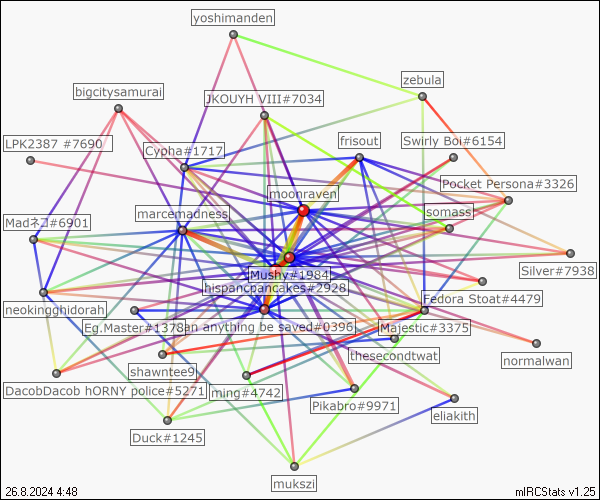 yoshimanden
zebula
bigcitysamurai
JKOUYH VIII#7034
LPK2387 #7690
Cypha#1717
frisout
Swirly Boi#6154
moonraven
Pocket Persona#3326
Madネコ#6901
marcemadness
somass
Mushy#1984
Silver#7938
hispancpancakes#2928
neokingghidorah
Fedora Stoat#4479
Eg.Master#1378
an anything be saved#0396
Majestic#3375
thesecondtwat
normalwan
shawntee9
DacobDacob hORNY police#5271
ming#4742
Pikabro#9971
eliakith
Duck#1245
mukszi
26.8.2024 4:48
mIRCStats v1.25